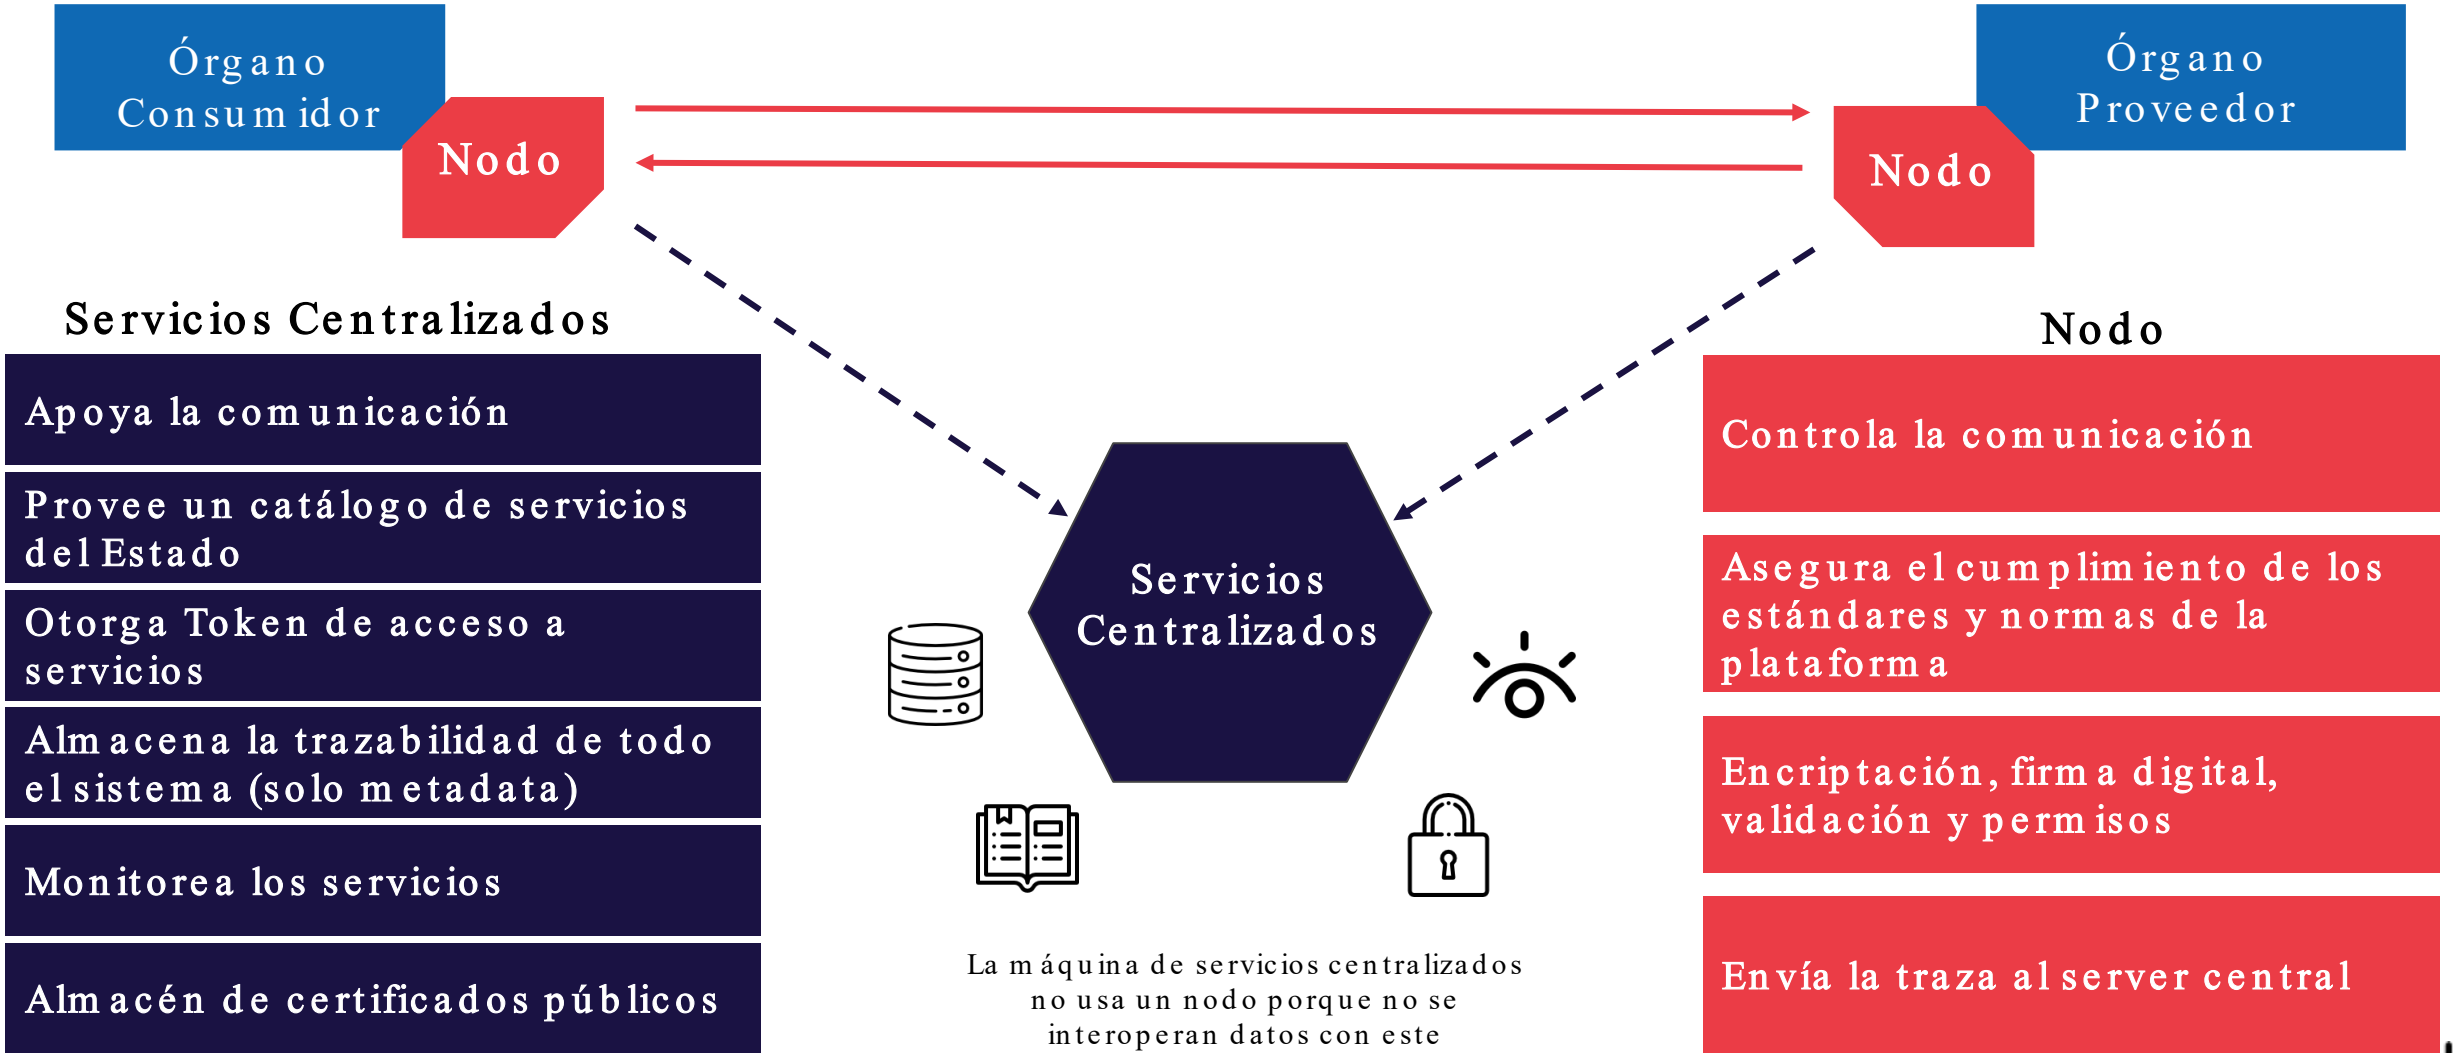 Órgano
Consumidor
Nodo
Órgano
Proveedor
Nodo
Servicios Centralizados
Apoya la comunicación
Provee un catálogo de servicios
del Estado
Otorga Token de acceso a
servicios
Almacena la trazabilidad de todo
el sistema (solo metadata)
Monitorea los servicios
Almacén de certificados públicos
Servicios
Centralizados
La máquina de servicios centralizados
no usa un nodo porque no se
interoperan datos con este
Nodo
Controla la comunicación
Asegura el cumplimiento de los
estándares y normas de la
plataforma
Encriptación, firma digital,
validación y permisos
Envía la traza al server central